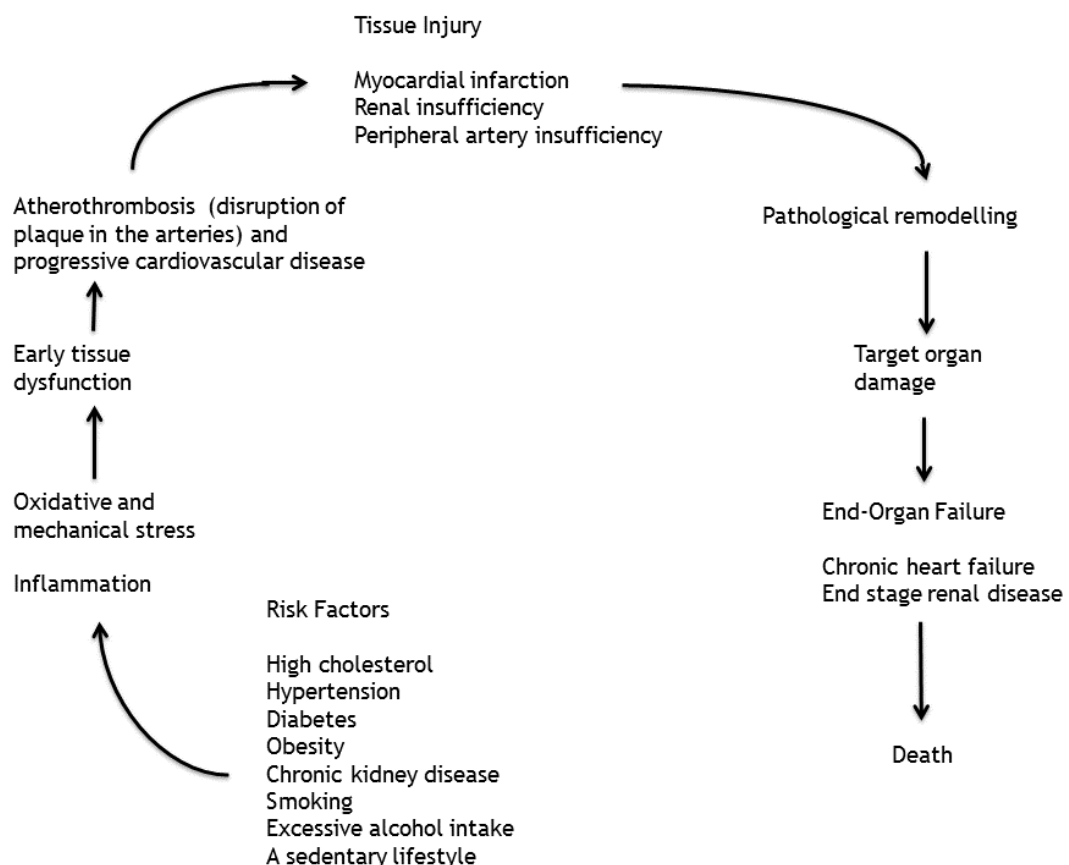 Tissue Injury
Myocardial infarction
Renal insufficiency
Peripheral artery insufficiency
Atherothrombosis (disruption of
plaque in the arteries) and
progressive cardiovascular disease
Pathological remodelling
Early tissue
dysfunction
Target organ
damage
Oxidative and
mechanical stress
Inflammation
End-Organ Failure
Chronic heart failure
End stage renal disease
Risk Factors
High cholesterol
Hypertension
Diabetes
Obesity
Chronic kidney disease
Smoking
Excessive alcohol intake
A sedentary lifestyle
Death